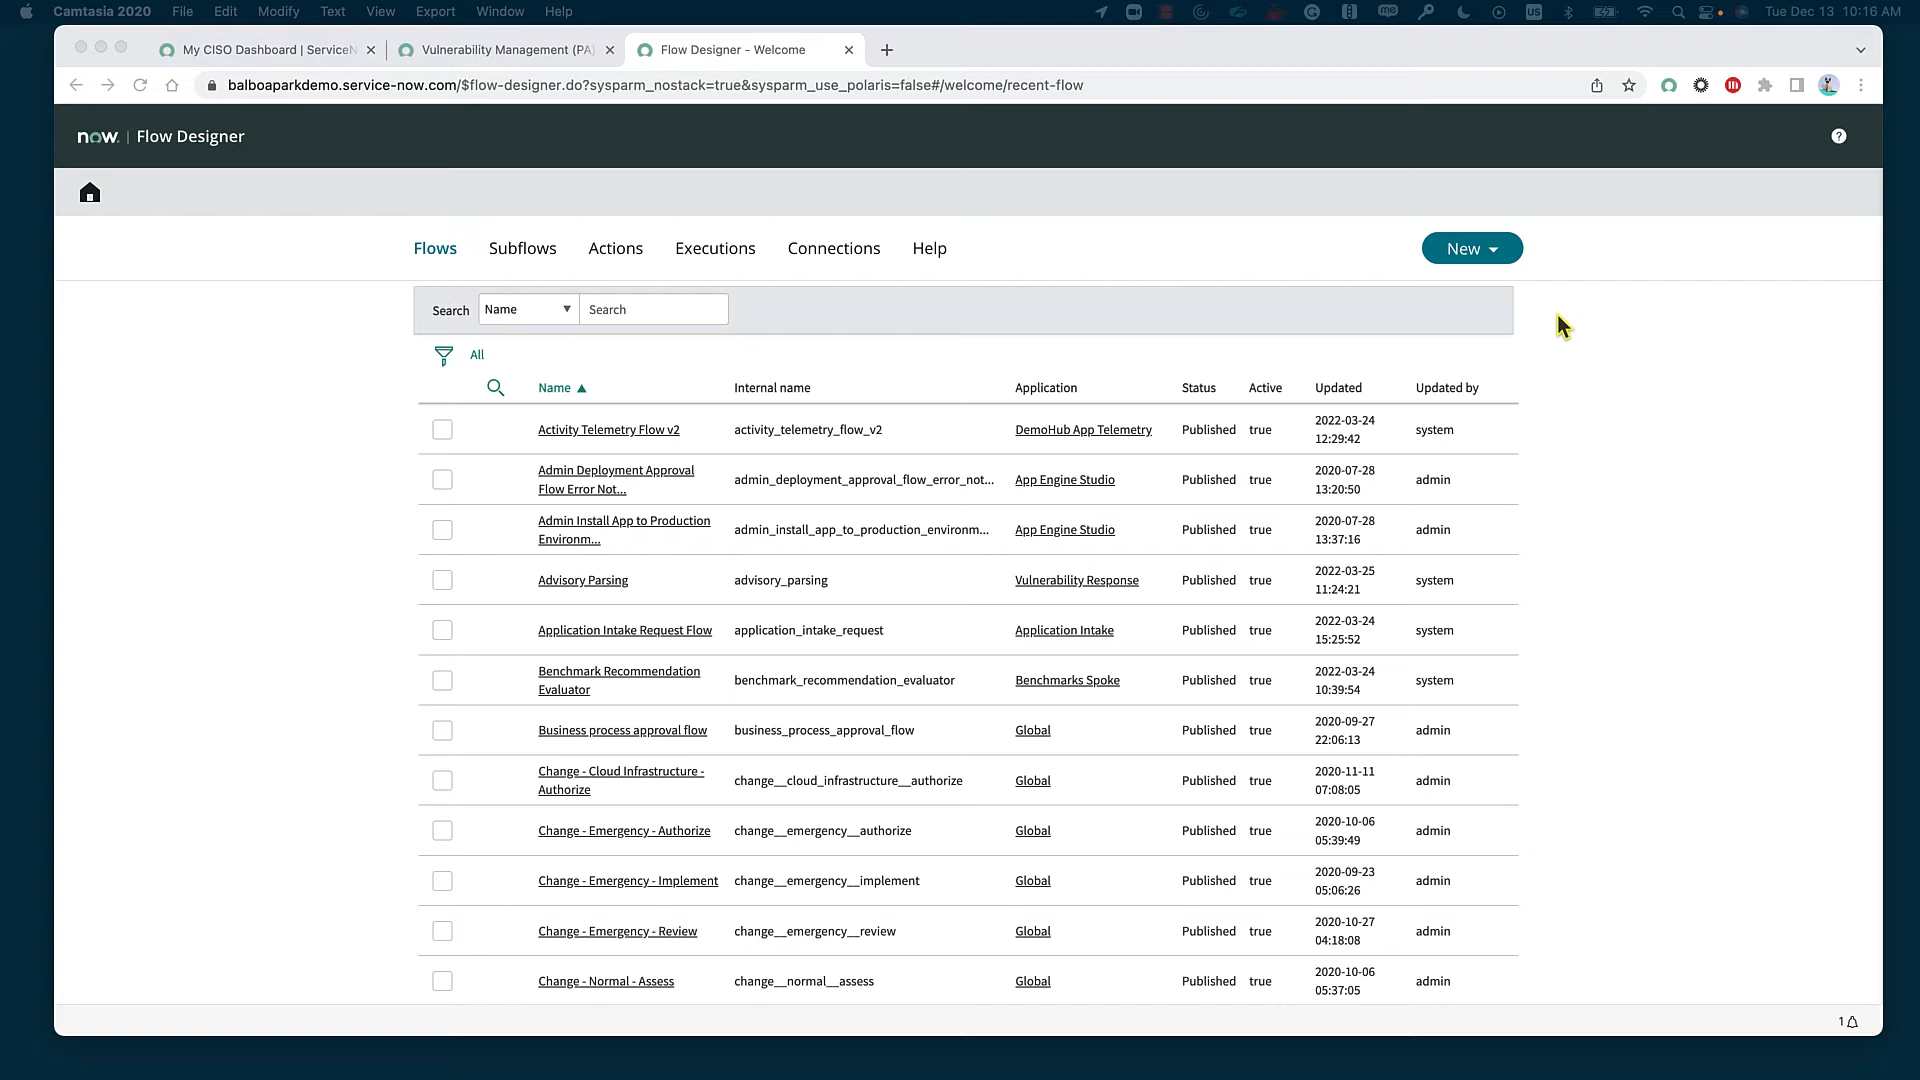 Camtasia 2020 File Edit Modify Text View Export Window Help me US Tue Dec 13 10:16 AM
My CISO Dashboard | ServiceN Vulnerability Management (PA) Flow Designer - Welcome
balboaparkdemo.service-now.com/$flow-designer.do?sysparm_nostack=true&sysparm_use_polaris=false#/welcome/recent-flow
now. | Flow Designer ?
Flows Subflows Actions Executions Connections Help New
Search Name Search
All
Name Internal name Application Status Active Updated Updated by
Activity Telemetry Flow v2 activity_telemetry_flow_v2 DemoHub App Telemetry Published true 2022-03-24 12:29:42 system
Admin Deployment Approval Flow Error Not... admin_deployment_approval_flow_error_not... App Engine Studio Published true 2020-07-28 13:20:50 admin
Admin Install App to Production Environm... admin_install_app_to_production_environm... App Engine Studio Published true 2020-07-28 13:37:16 admin
Advisory Parsing advisory_parsing Vulnerability Response Published true 2022-03-25 11:24:21 system
Application Intake Request Flow application_intake_request Application Intake Published true 2022-03-24 15:25:52 system
Benchmark Recommendation Evaluator benchmark_recommendation_evaluator Benchmarks Spoke Published true 2022-03-24 10:39:54 system
Business process approval flow business_process_approval_flow Global Published true 2020-09-27 22:06:13 admin
Change - Cloud Infrastructure - Authorize change__cloud_infrastructure__authorize Global Published true 2020-11-11 07:08:05 admin
Change - Emergency - Authorize change__emergency__authorize Global Published true 2020-10-06 05:39:49 admin
Change - Emergency - Implement change__emergency__implement Global Published true 2020-09-23 05:06:26 admin
Change - Emergency - Review change__emergency__review Global Published true 2020-10-27 04:18:08 admin
Change - Normal - Assess change__normal__assess Global Published true 2020-10-06 05:37:05 admin
1